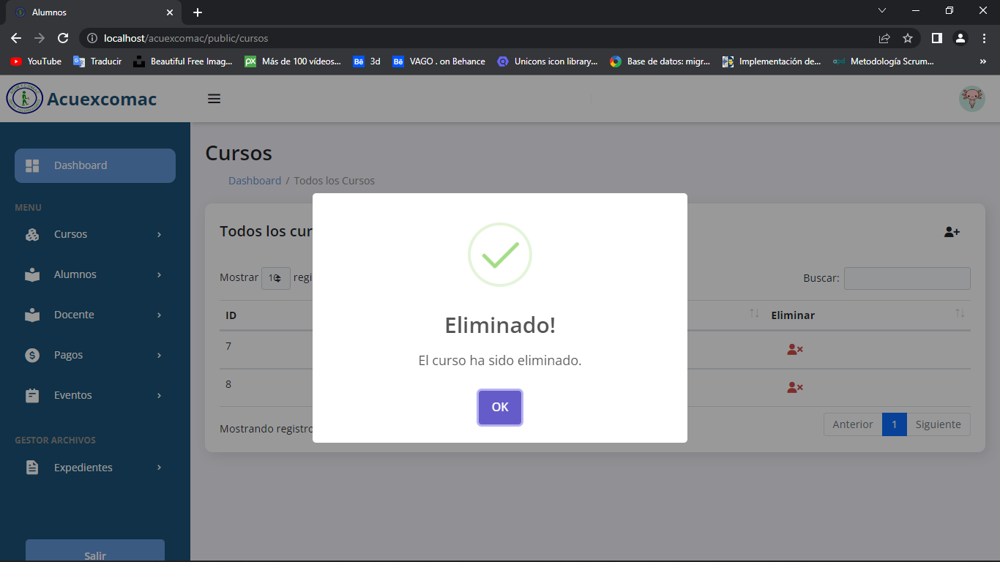 Alumnos
localhost/acuexcomac/public/cursos
YouTube Traducir Beautiful Free Imag... Más de 100 vídeos... 3d VAGO . on Behance Unicons icon library... Base de datos: migr... Implementación de... Metodología Scrum... »
Acuexcomac
Dashboard
MENU
Cursos
Alumnos
Docente
Pagos
Eventos
GESTOR ARCHIVOS
Expedientes
Salir
Cursos
Dashboard / Todos los Cursos
Todos los cur
Mostrar 10 regi
Buscar:
ID Eliminar
7
8
Mostrando registro
Anterior 1 Siguiente
Eliminado!
El curso ha sido eliminado.
OK